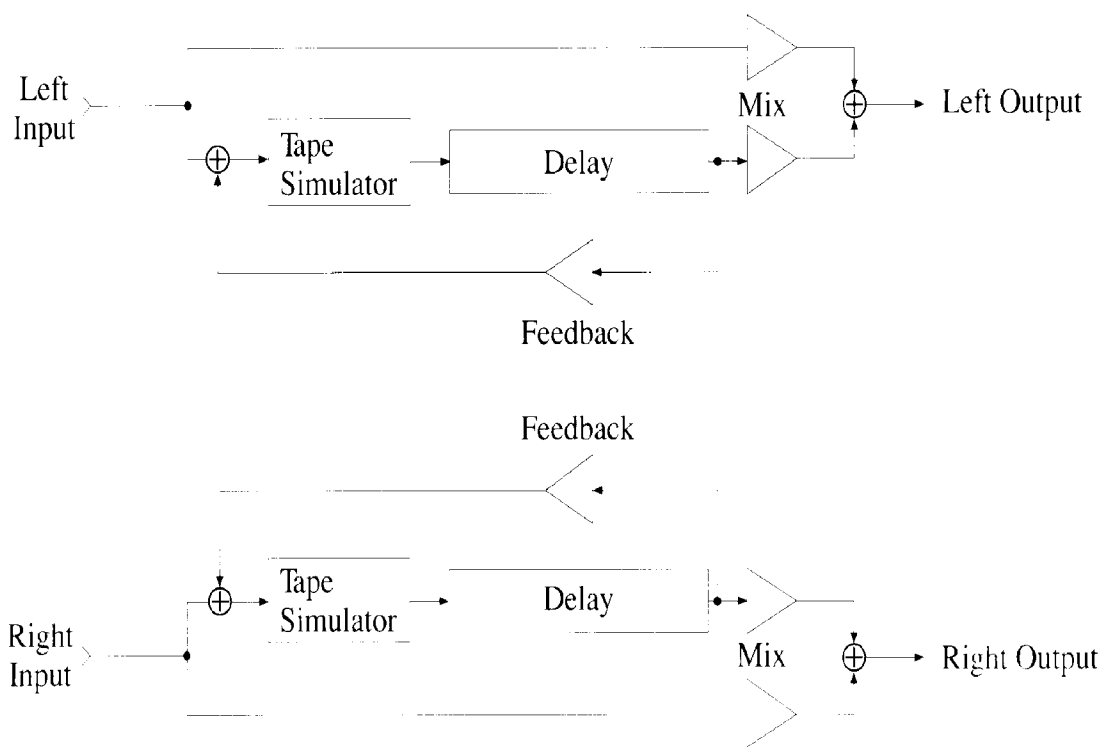 Left
Input
Mix
Left Output
Tape
Simulator
Delay
Feedback
Feedback
Tape
Simulator
Delay
Right
Input
Mix
Right Output